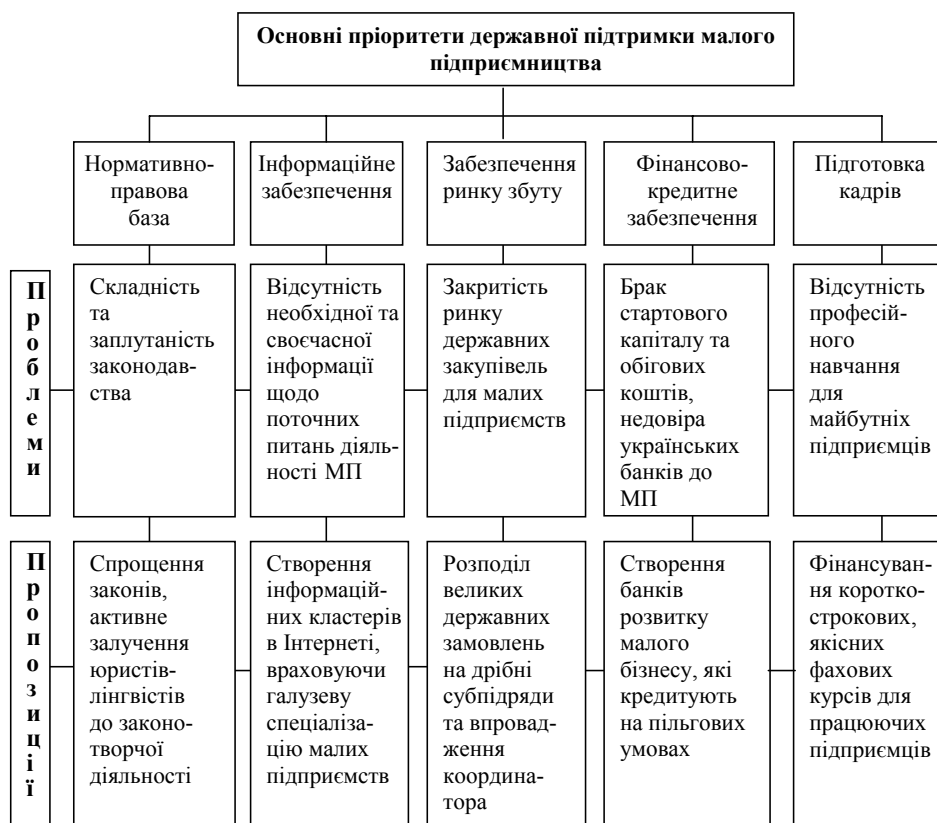 Основні пріоритети державної підтримки малого
підприємництва
Нормативно-
правова
база
Інформаційне
забезпечення
Забезпечення
ринку збуту
Фінансово-
кредитне
забезпечення
Підготовка
кадрів
Проблеми
Складність
та
заплутаність
законодав-
ства
Відсутність
необхідної та
своєчасної
інформації
щодо
поточних
питань діяль-
ності МП
Закритість
ринку
державних
закупівель
для малих
підприємств
Брак
стартового
капіталу та
обігових
коштів,
недовіра
українських
банків до
МП
Відсутність
професій-
ного
навчання
для
майбутніх
підприємців
Пропозиції
Спрощення
законів,
активне
залучення
юристів-
лінгвістів
до законо-
творчої
діяльності
Створення
інформацій-
них кластерів
в Інтернеті,
враховуючи
галузеву
спеціаліза-
цію малих
підприємств
Розподіл
великих
державних
замовлень
на дрібні
субпідряди
та впровад-
ження
координа-
тора
Створення
банків
розвитку
малого
бізнесу, які
кредитують
на пільгових
умовах
Фінансуван-
ня коротко-
строкових,
якісних
фахових
курсів для
працюючих
підприємців